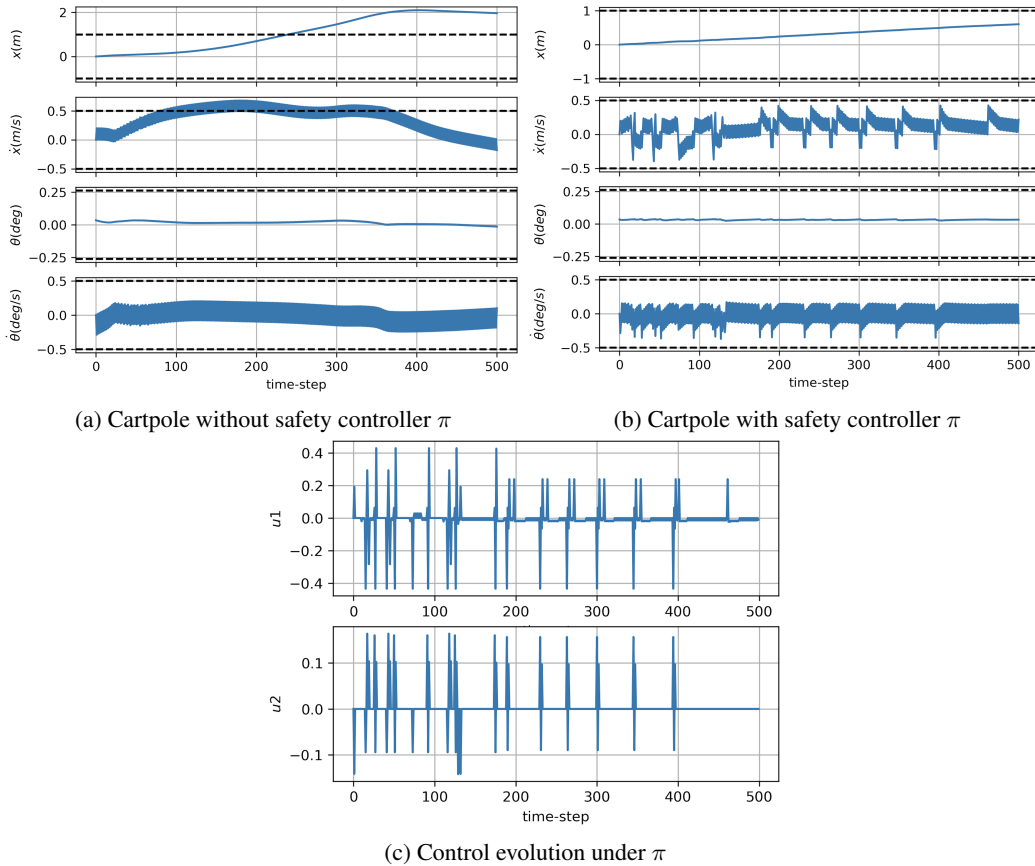 2
0
x(m)
0.5
0.0
−0.5
ẋ(m/s)
0.25
0.00
−0.25
θ(deg)
0.5
0.0
−0.5
θ̇(deg/s)
0 100 200 300 400 500
time-step
(a) Cartpole without safety controller π
1
0
−1
x(m)
0.5
0.0
−0.5
ẋ(m/s)
0.25
0.00
−0.25
θ(deg)
0.5
0.0
−0.5
θ̇(deg/s)
0 100 200 300 400 500
time-step
(b) Cartpole with safety controller π
0.4
0.2
0.0
−0.2
−0.4
u1
0 100 200 300 400 500
0.1
0.0
−0.1
u2
0 100 200 300 400 500
time-step
(c) Control evolution under π